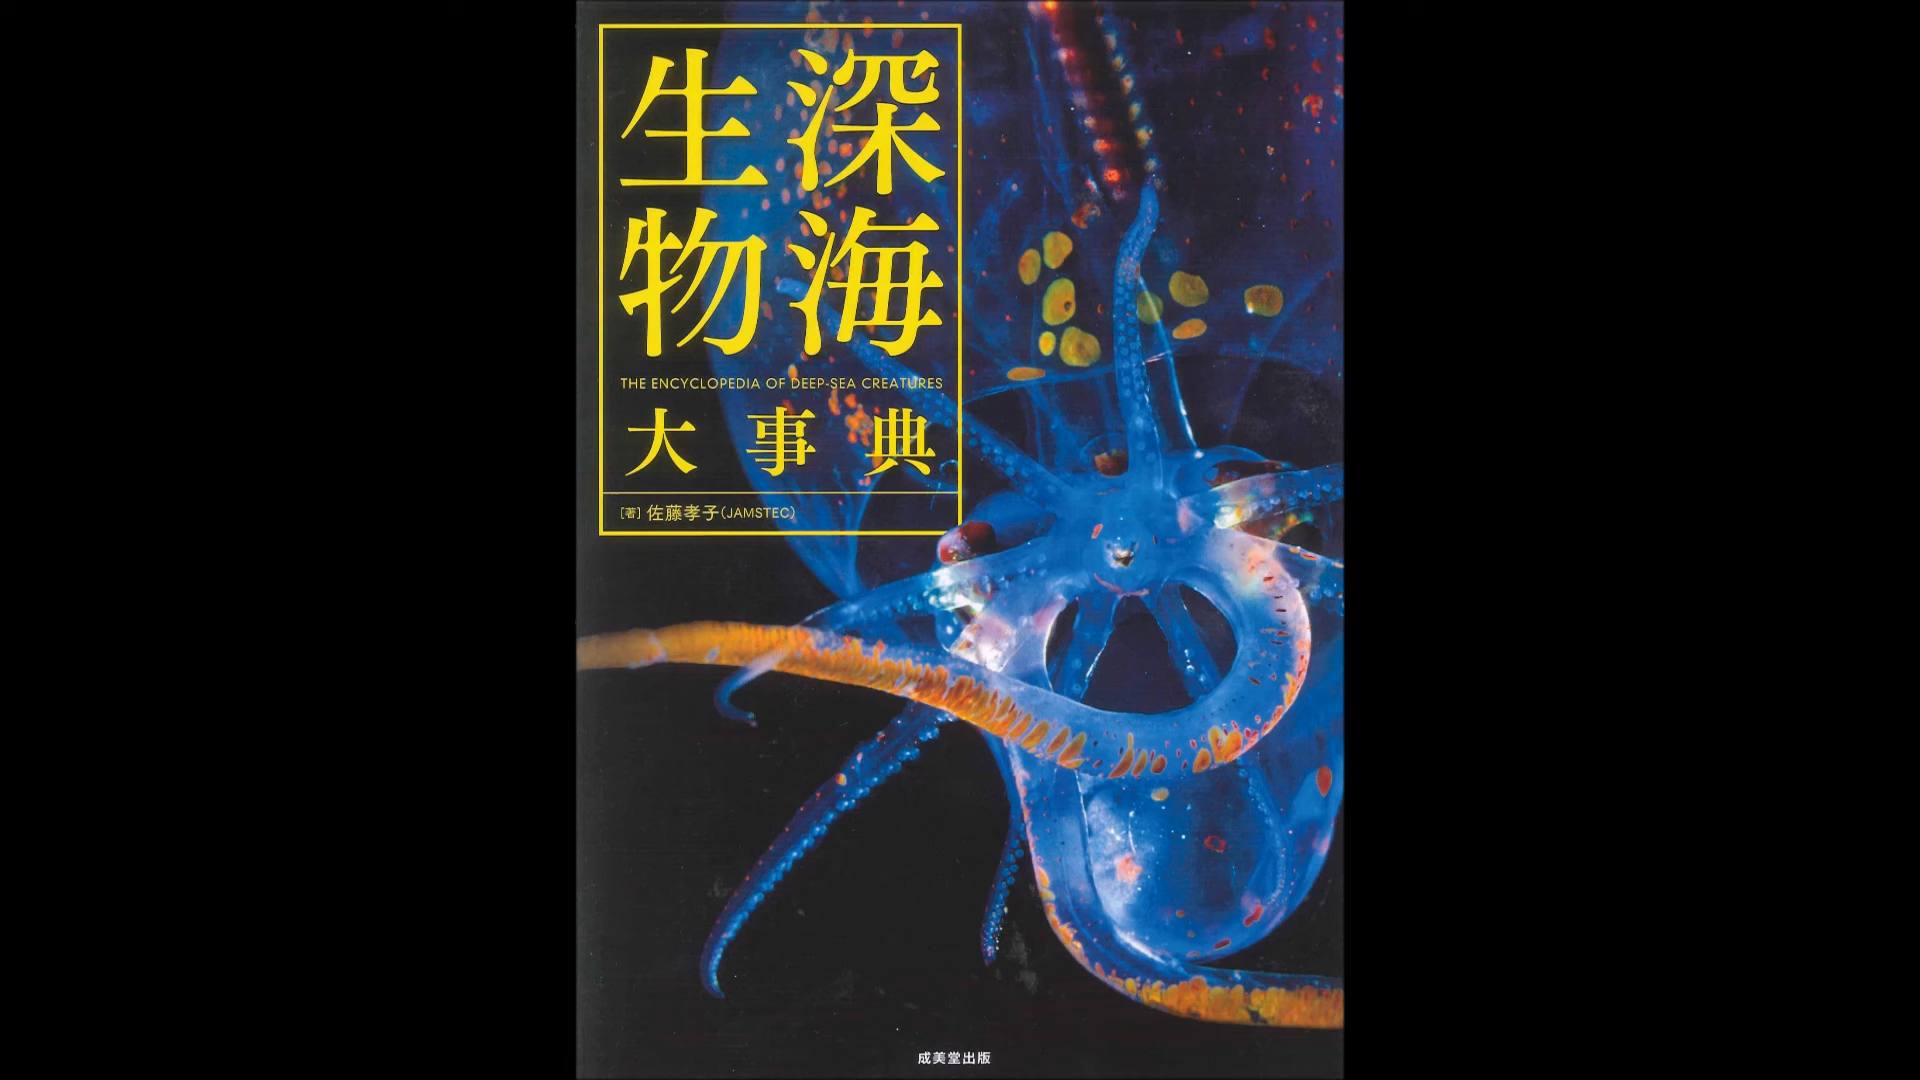 深海
生物
THE ENCYCLOPEDIA OF DEEP-SEA CREATURES
大事典
[著] 佐藤孝子(JAMSTEC)
成美堂出版